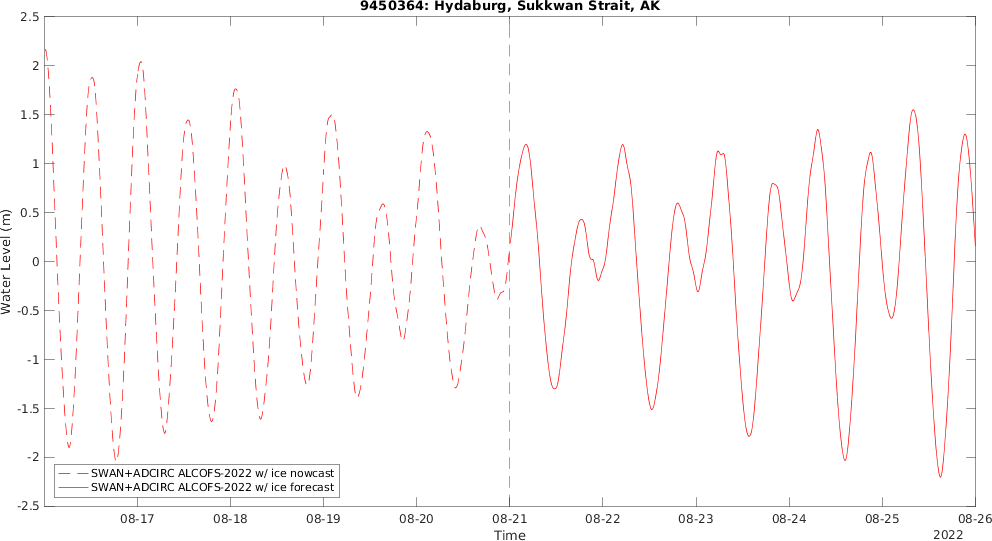 9450364: Hydaburg, Sukkwan Strait, AK
2.5
2
1.5
1
0.5
0
-0.5
-1
-1.5
-2
-2.5
Water Level (m)
SWAN+ADCIRC ALCOFS-2022 w/ ice nowcast
SWAN+ADCIRC ALCOFS-2022 w/ ice forecast
08-17 08-18 08-19 08-20 08-21 08-22 08-23 08-24 08-25 08-26
Time
2022